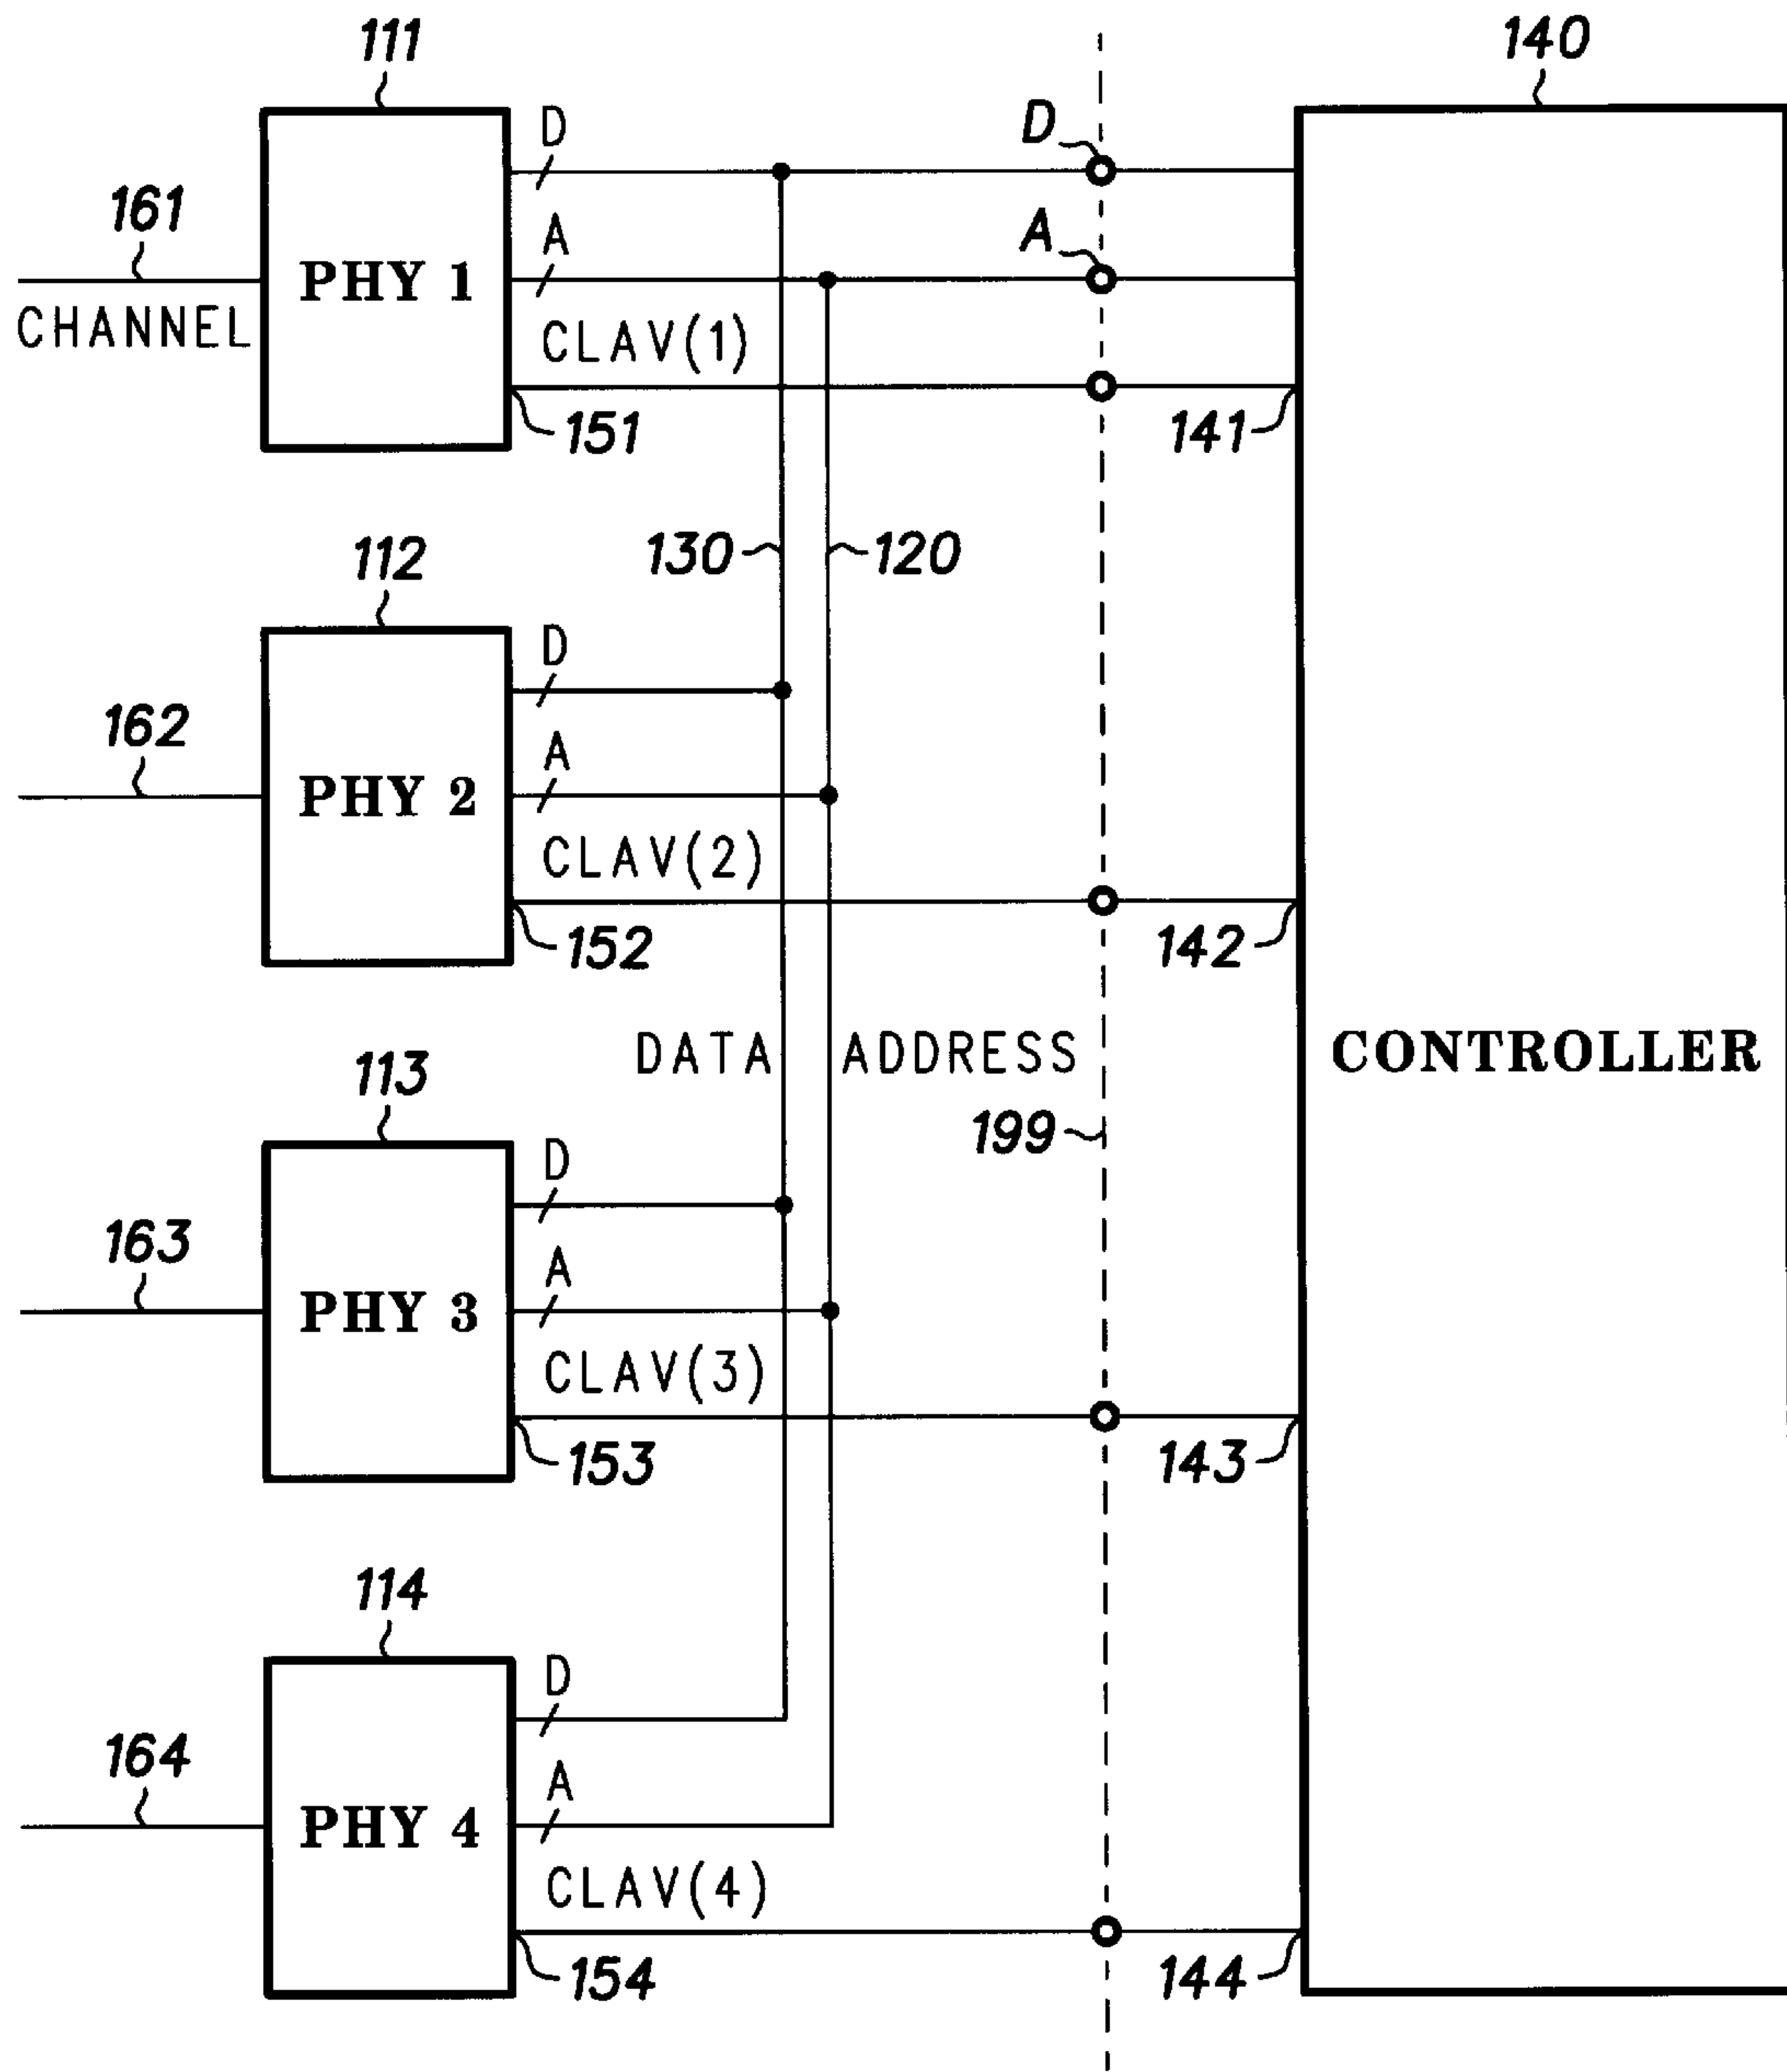 111
140
D
D
161
A
A
PHY 1
CHANNEL
CLAV(1)
151
141
130
120
112
D
162
A
PHY 2
CLAV(2)
152
142
DATA
ADDRESS
CONTROLLER
113
199
D
163
A
PHY 3
CLAV(3)
153
143
114
D
164
A
PHY 4
CLAV(4)
154
144